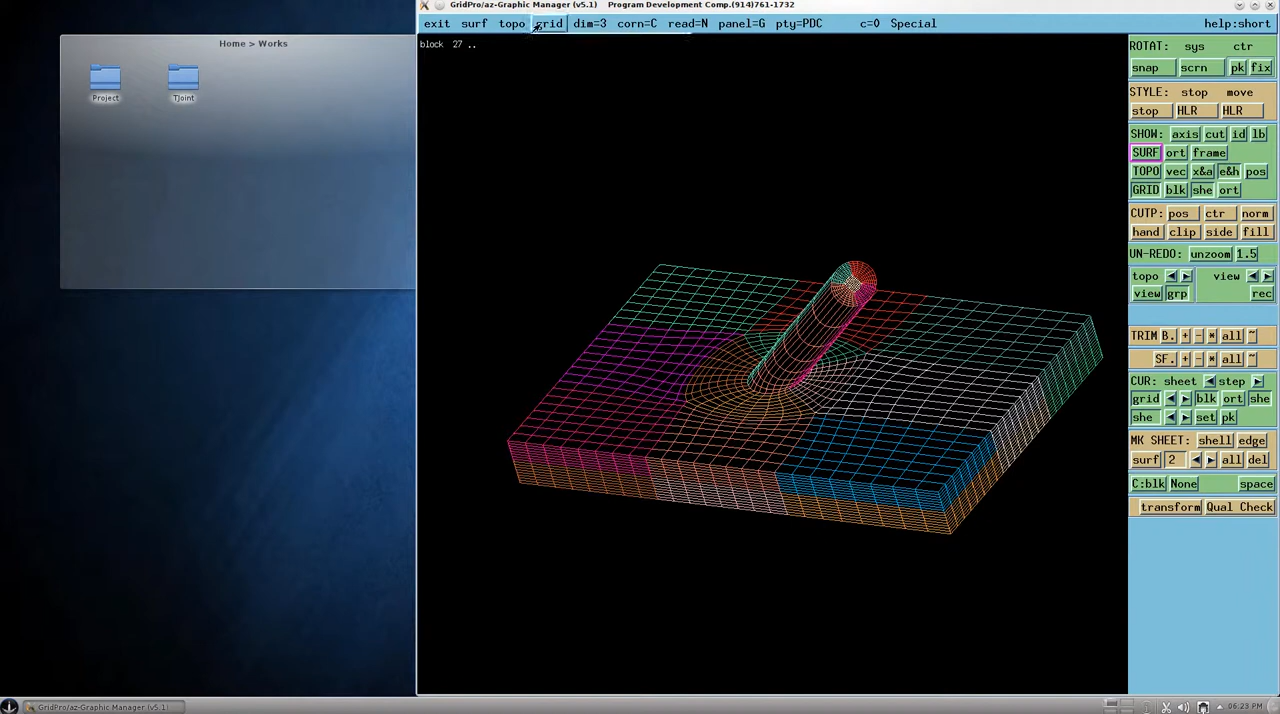 GridPro/az-Graphic Manager (v5.1)    Program Development Comp.(914)761-1732
exit surf topo grid dim=3 corn=C read=N panel=G pty=PDC c=0 Special help:short
block 27 ..
Home > Works
Project TJoint
ROTAT: sys ctr
snap scrn pk fix
STYLE: stop move
stop HLR HLR
SHOW: axis cut id lb
SURF ort frame
TOPO vec x&a e&h pos
GRID blk she ort
CUTP: pos ctr norm
hand clip side fill
UN-REDO: unzoom 1.5
topo view
view grp rec
TRIM B. + - * all ~
SF. + - * all ~
CUR: sheet step
grid blk ort she
she set pk
MK SHEET: shell edge
surf 2 all del
C:blk None space
transform Qual Check
GridPro/az-Graphic Manager (v5.1)
06:23 PM